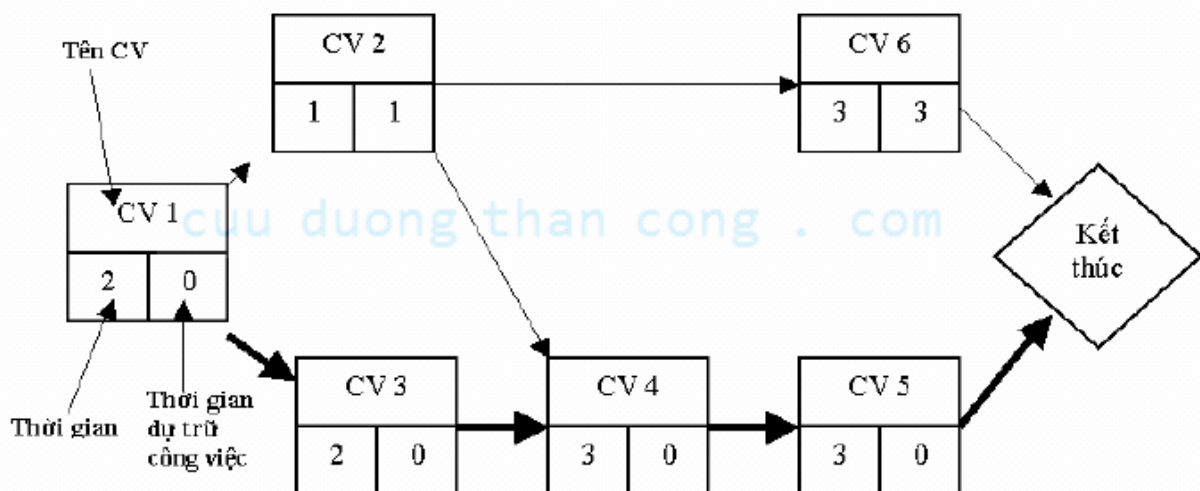 Tên CV
CV 2
1 1
CV 6
3 3
CV 1
2 0
cuu duong than cong . com
Kết
thúc
Thời gian
Thời gian
dự trữ
công việc
CV 3
2 0
CV 4
3 0
CV 5
3 0